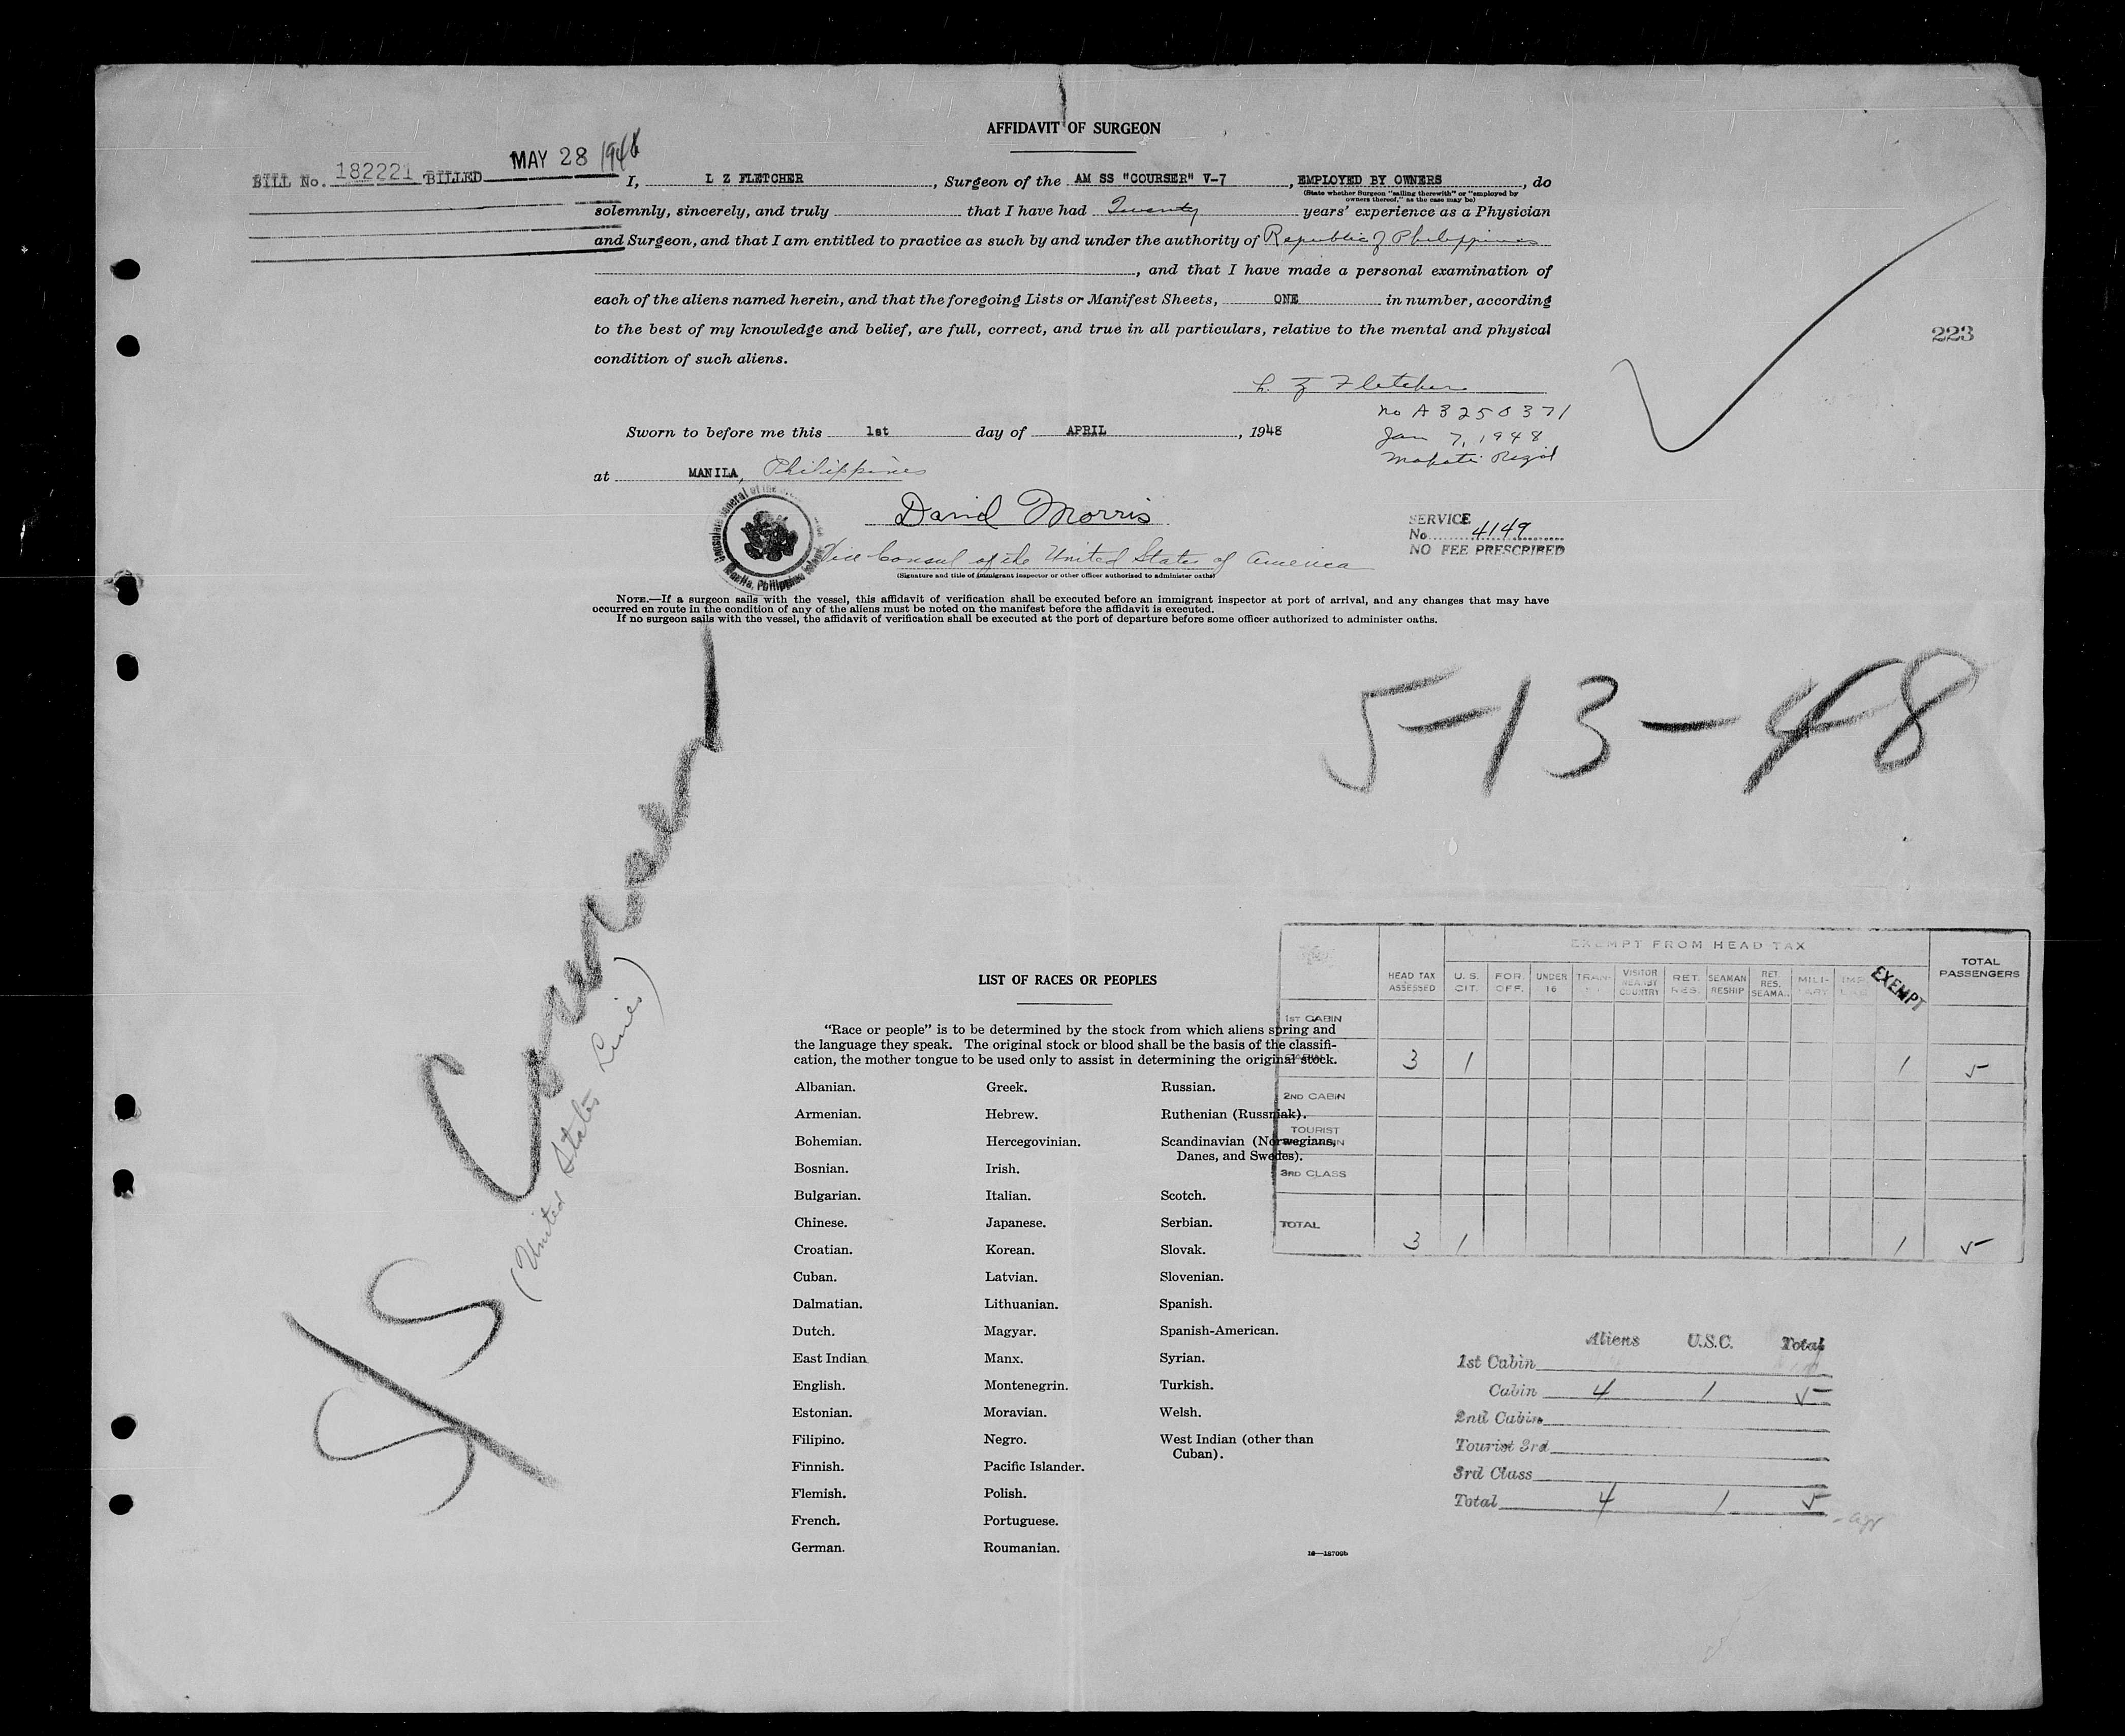 AFFIDAVIT OF SURGEON
BILL No. 182221 BILLED MAY 28 1948
I, L Z FLETCHER, Surgeon of the AM SS "COURSER" V-7, EMPLOYED BY OWNERS, do
(State whether Surgeon "sailing therewith" or "employed by
owners thereof," as the case may be)
solemnly, sincerely, and truly that I have had Twenty years' experience as a Physician
and Surgeon, and that I am entitled to practice as such by and under the authority of Republic of Philippines
, and that I have made a personal examination of
each of the aliens named herein, and that the foregoing Lists or Manifest Sheets, ONE in number, according
to the best of my knowledge and belief, are full, correct, and true in all particulars, relative to the mental and physical
condition of such aliens.
223
L. Z Fletcher
No A 3250371
Jan 7, 1948
Makati Rizal
Sworn to before me this 1st day of APRIL, 1948
at MANILA, Philippines
David Morris
Vice Consul of the United States of America
(Signature and title of immigrant inspector or other officer authorized to administer oaths)
SERVICE
No. 4149
NO FEE PRESCRIBED
NOTE.—If a surgeon sails with the vessel, this affidavit of verification shall be executed before an immigrant inspector at port of arrival, and any changes that may have
occurred en route in the condition of any of the aliens must be noted on the manifest before the affidavit is executed.
If no surgeon sails with the vessel, the affidavit of verification shall be executed at the port of departure before some officer authorized to administer oaths.
5-13-48
S/S Courser
(United States Lines)
LIST OF RACES OR PEOPLES
"Race or people" is to be determined by the stock from which aliens spring and
the language they speak. The original stock or blood shall be the basis of the classifi-
cation, the mother tongue to be used only to assist in determining the original stock.
Albanian. Greek. Russian.
Armenian. Hebrew. Ruthenian (Russniak).
Bohemian. Hercegovinian. Scandinavian (Norwegians,
Danes, and Swedes).
Bosnian. Irish.
Bulgarian. Italian. Scotch.
Chinese. Japanese. Serbian.
Croatian. Korean. Slovak.
Cuban. Latvian. Slovenian.
Dalmatian. Lithuanian. Spanish.
Dutch. Magyar. Spanish-American.
East Indian Manx. Syrian.
English. Montenegrin. Turkish.
Estonian. Moravian. Welsh.
Filipino. Negro. West Indian (other than
Cuban).
Finnish. Pacific Islander.
Flemish. Polish.
French. Portuguese.
German. Roumanian.
16—18700b
EXEMPT FROM HEAD TAX
HEAD TAX ASSESSED U.S. CIT. FOR. OFF. UNDER 16 VISITOR NEARBY COUNTRY RET. RES. SEAMAN RESHIP RET. RES. SEAMA. MILI- EXEMPT TOTAL PASSENGERS
1ST CABIN
CABIN 3 1 1 5
2ND CABIN
TOURIST
3RD CLASS
TOTAL 3 1 1 5
Aliens U.S.C. Total
1st Cabin
Cabin 4 1 5
2nd Cabin
Tourist 3rd
3rd Class
Total 4 1 5